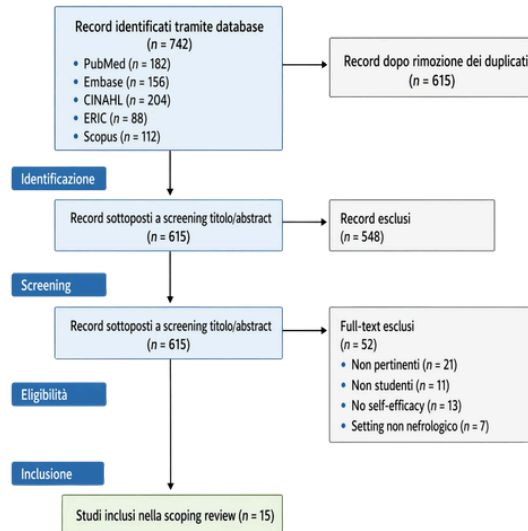 Record identificati tramite database
(n = 742)
• PubMed (n = 182)
• Embase (n = 156)
• CINAHL (n = 204)
• ERIC (n = 88)
• Scopus (n = 112)
Record dopo rimozione dei duplicati
(n = 615)
Identificazione
Record sottoposti a screening titolo/abstract
(n = 615)
Record esclusi
(n = 548)
Screening
Record sottoposti a screening titolo/abstract
(n = 615)
Full-text esclusi
(n = 52)
• Non pertinenti (n = 21)
• Non studenti (n = 11)
• No self-efficacy (n = 13)
• Setting non nefrologico (n = 7)
Eligibilità
Inclusione
Studi inclusi nella scoping review (n = 15)